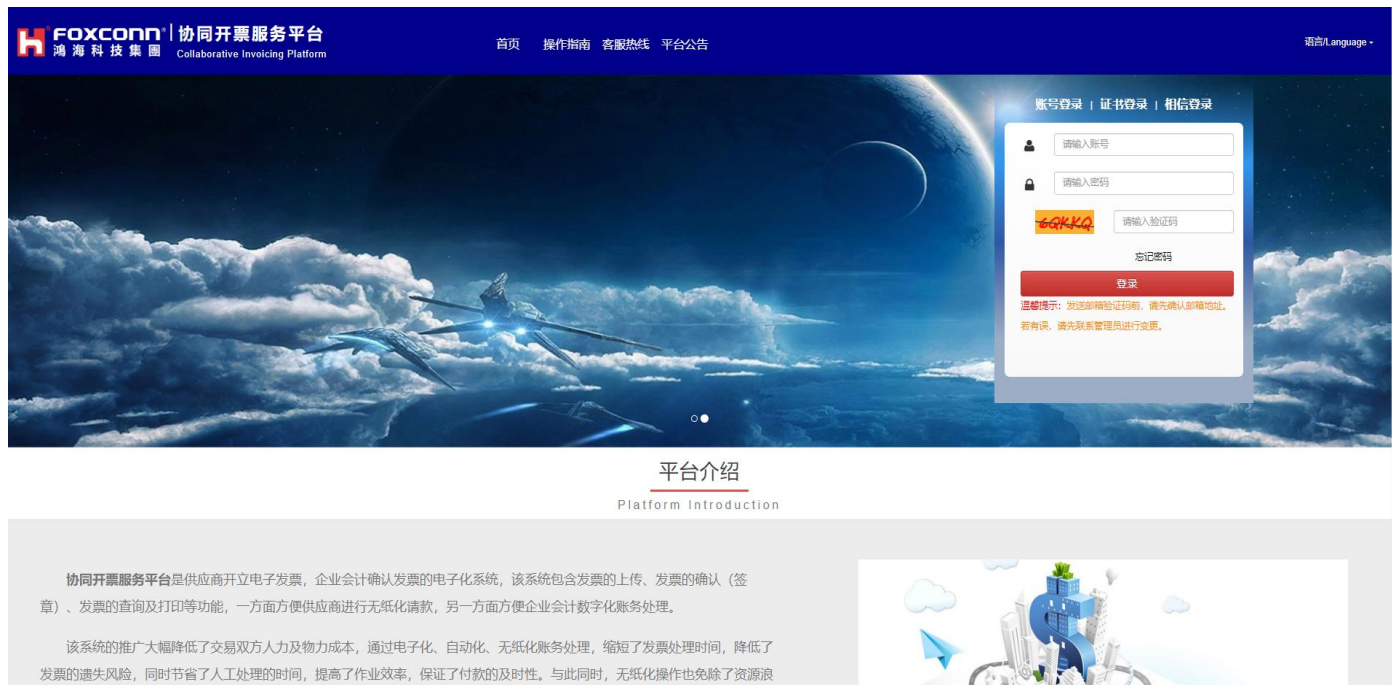 FOXCONN®
鴻海科技集團
协同开票服务平台
Collaborative Invoicing Platform
首页 操作指南 客服热线 平台公告
语言/Language
账号登录 | 证书登录 | 相信登录
请输入账号
请输入密码
6QKKQ
请输入验证码
忘记密码
登录
温馨提示：发送邮箱验证码前，请先确认邮箱地址。
若有误，请先联系管理员进行变更。
平台介绍
Platform Introduction
协同开票服务平台是供应商开立电子发票，企业会计确认发票的电子化系统，该系统包含发票的上传、发票的确认（签
章）、发票的查询及打印等功能，一方面方便供应商进行无纸化请款，另一方面方便企业会计数字化账务处理。
该系统的推广大幅降低了交易双方人力及物力成本，通过电子化、自动化、无纸化账务处理，缩短了发票处理时间，降低了
发票的遗失风险，同时节省了人工处理的时间，提高了作业效率，保证了付款的及时性。与此同时，无纸化操作也免除了资源浪